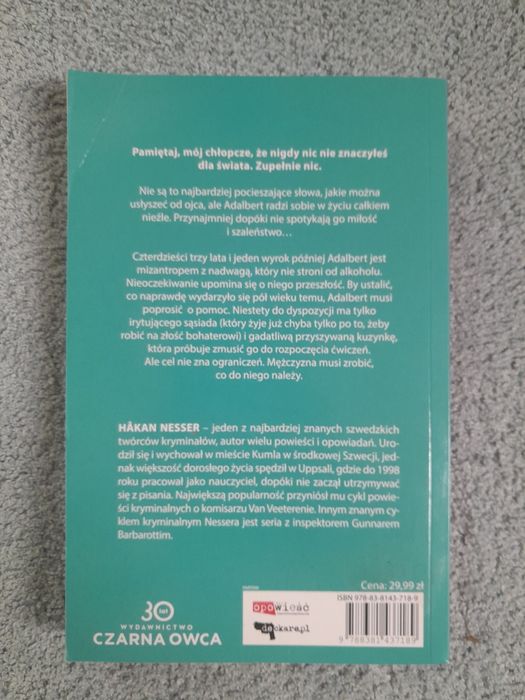 Pamiętaj, mój chłopcze, że nigdy nic nie znaczyłeś
dla świata. Zupełnie nic.
Nie są to najbardziej pocieszające słowa, jakie można
usłyszeć od ojca, ale Adalbert radzi sobie w życiu całkiem
nieźle. Przynajmniej dopóki nie spotykają go miłość
i szaleństwo...
Czterdzieści trzy lata i jeden wyrok później Adalbert jest
mizantropem z nadwagą, który nie stroni od alkoholu.
Nieoczekiwanie upomina się o niego przeszłość. By ustalić,
co naprawdę wydarzyło się pół wieku temu, Adalbert musi
poprosić o pomoc. Niestety do dyspozycji ma tylko
irytującego sąsiada (który żyje już chyba tylko po to, żeby
robić na złość bohaterowi) i gadatliwą przyszywaną kuzynkę,
która próbuje zmusić go do rozpoczęcia ćwiczeń.
Ale cel nie zna ograniczeń. Mężczyzna musi zrobić,
co do niego należy.
HÅKAN NESSER – jeden z najbardziej znanych szwedzkich
twórców kryminałów, autor wielu powieści i opowiadań. Uro-
dził się i wychował w mieście Kumla w środkowej Szwecji, jed-
nak większość dorosłego życia spędził w Uppsali, gdzie do 1998
roku pracował jako nauczyciel, dopóki nie zaczął utrzymywać
się z pisania. Największą popularność przyniósł mu cykl powie-
ści kryminalnych o komisarzu Van Veeterenie. Innym znanym cy-
klem kryminalnym Nessera jest seria z inspektorem Gunnarem
Barbarottim.
Cena: 29,99 zł
ISBN 978-83-8143-718-9
30 lat
WYDAWNICTWO
CZARNA OWCA
opowieść
deckare.pl
9 788381 437189